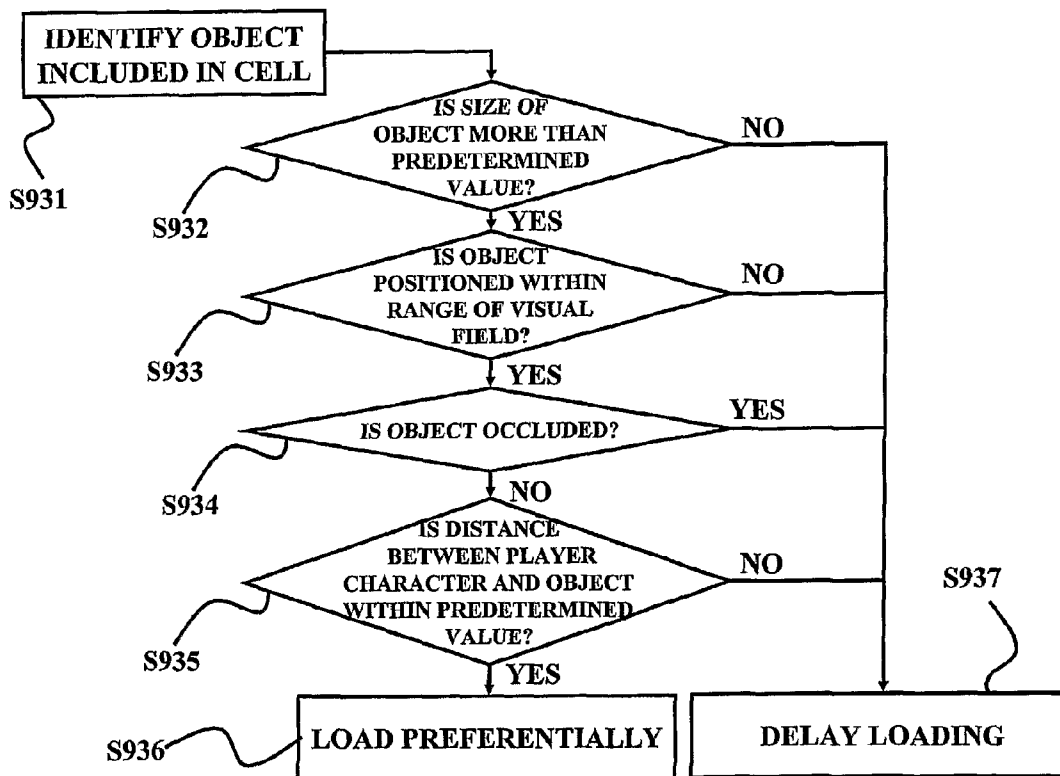 IDENTIFY OBJECT
INCLUDED IN CELL
S931
IS SIZE OF
OBJECT MORE THAN
PREDETERMINED
VALUE?
NO
S932
YES
IS OBJECT
POSITIONED WITHIN
RANGE OF VISUAL
FIELD?
NO
S933
YES
IS OBJECT OCCLUDED?
YES
S934
NO
IS DISTANCE
BETWEEN PLAYER
CHARACTER AND OBJECT
WITHIN PREDETERMINED
VALUE?
NO
S935
YES
S937
S936
LOAD PREFERENTIALLY
DELAY LOADING